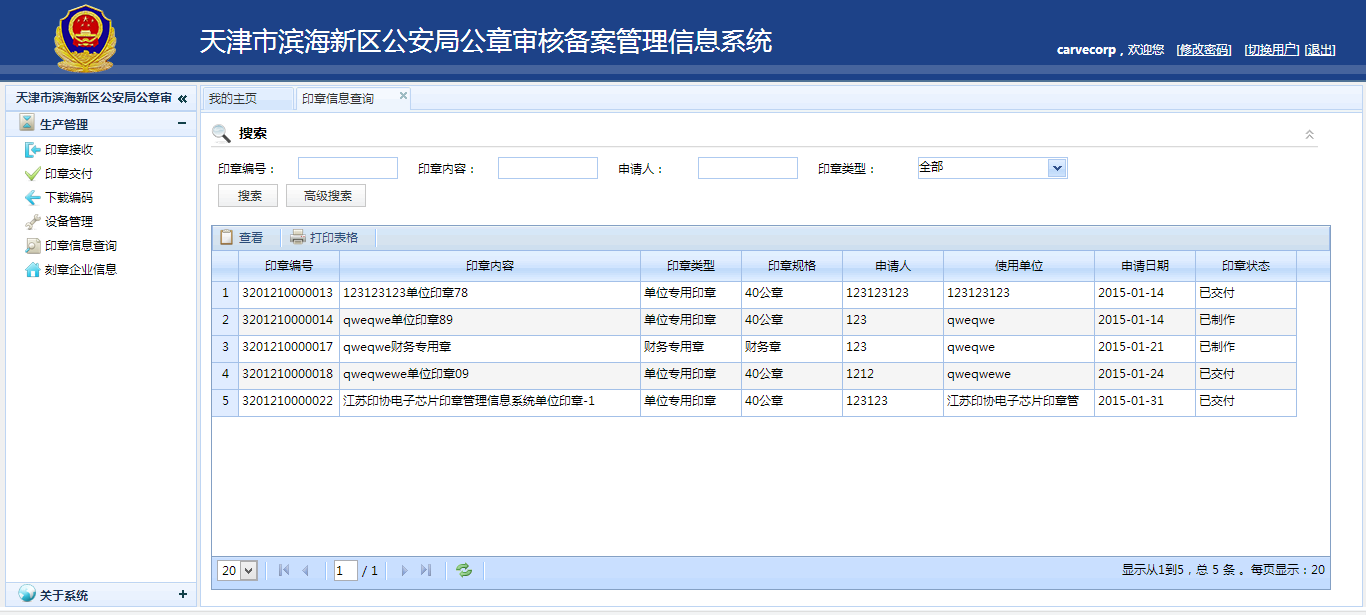 天津市滨海新区公安局公章审核备案管理信息系统
carvecorp，欢迎您 [修改密码] [切换用户] [退出]
天津市滨海新区公安局公章审
生产管理
印章接收
印章交付
下载编码
设备管理
印章信息查询
刻章企业信息
关于系统
我的主页 印章信息查询
搜索
印章编号： 印章内容： 申请人： 印章类型： 全部
搜索 高级搜索
查看 打印表格
印章编号 印章内容 印章类型 印章规格 申请人 使用单位 申请日期 印章状态
1 3201210000013 123123123单位印章78 单位专用印章 40公章 123123123 123123123 2015-01-14 已交付
2 3201210000014 qweqwe单位印章89 单位专用印章 40公章 123 qweqwe 2015-01-14 已制作
3 3201210000017 qweqwe财务专用章 财务专用章 财务章 123 qweqwe 2015-01-21 已制作
4 3201210000018 qweqwewe单位印章09 单位专用印章 40公章 1212 qweqwewe 2015-01-24 已交付
5 3201210000022 江苏印协电子芯片印章管理信息系统单位印章-1 单位专用印章 40公章 123123 江苏印协电子芯片印章管 2015-01-31 已交付
20 1 / 1 显示从1到5，总 5 条 。每页显示：20